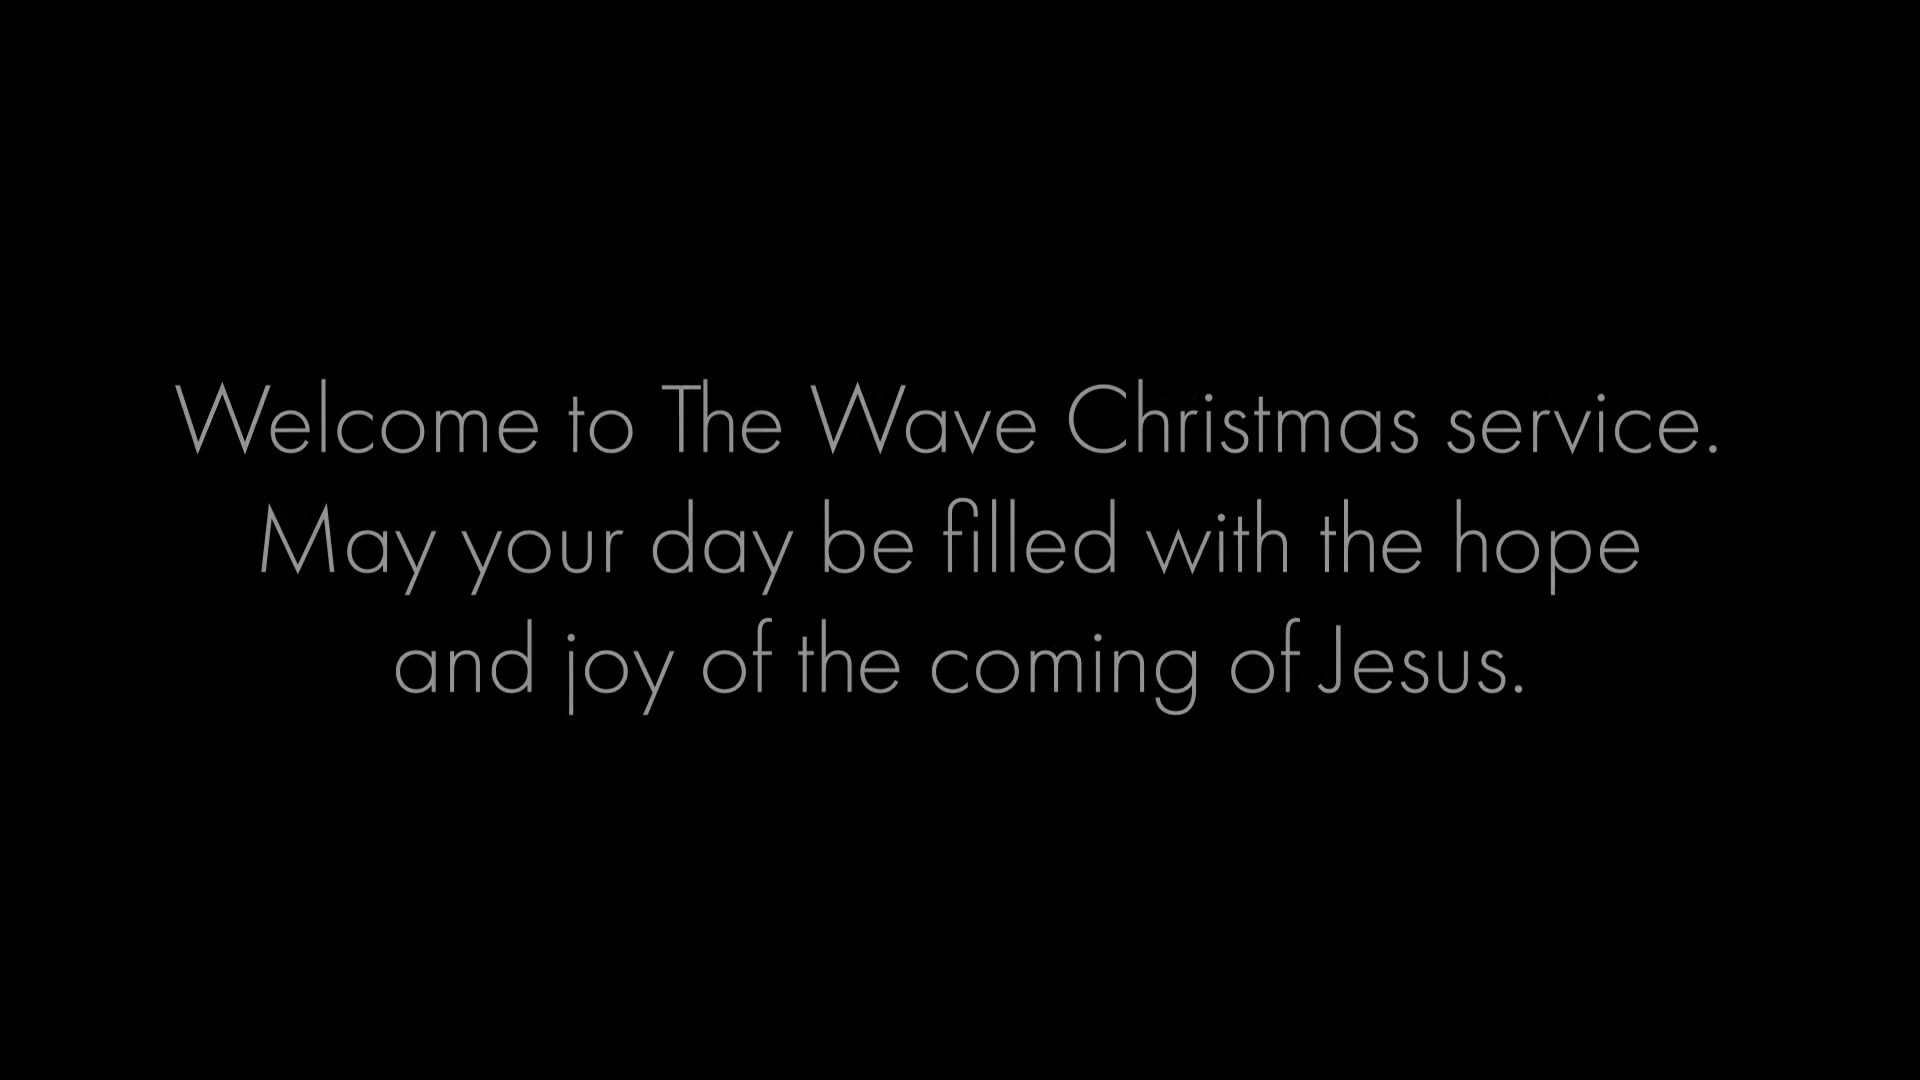 Welcome to The Wave Christmas service.
May your day be filled with the hope
and joy of the coming of Jesus.